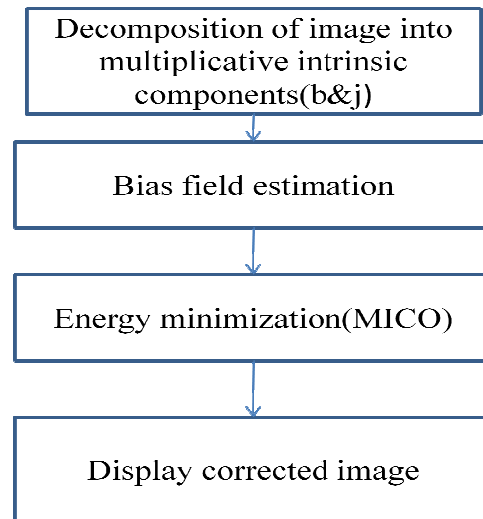 Decomposition of image into
multiplicative intrinsic
components(b&j)
Bias field estimation
Energy minimization(MICO)
Display corrected image